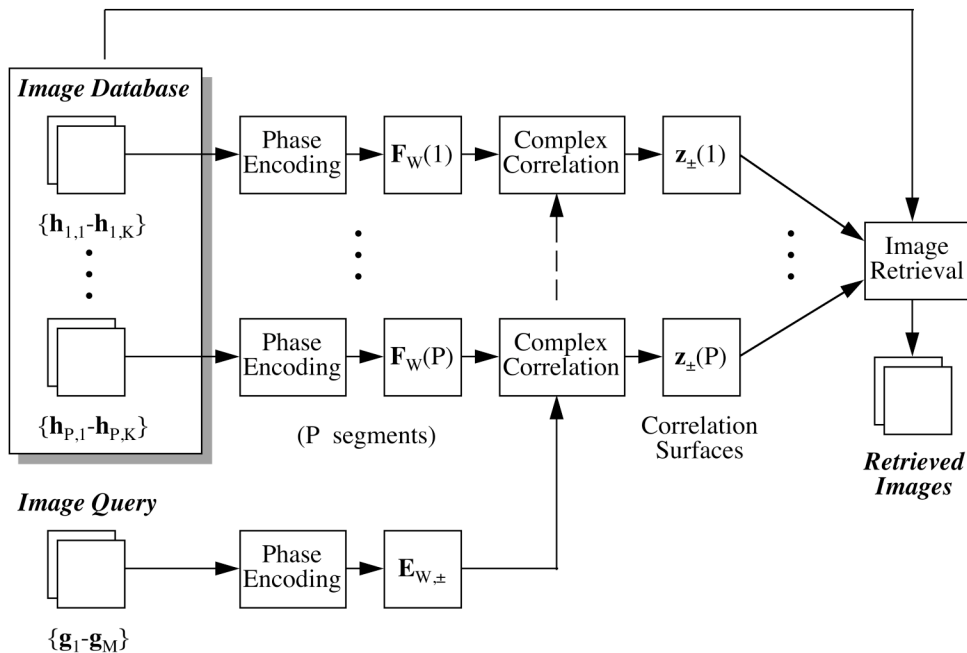 Image Database
Phase
Encoding
F_W(1)
Complex
Correlation
z_±(1)
{h_1,1-h_1,K}
Image
Retrieval
Phase
Encoding
F_W(P)
Complex
Correlation
z_±(P)
{h_P,1-h_P,K}
(P segments)
Correlation
Surfaces
Retrieved
Images
Image Query
Phase
Encoding
E_W,±
{g_1-g_M}